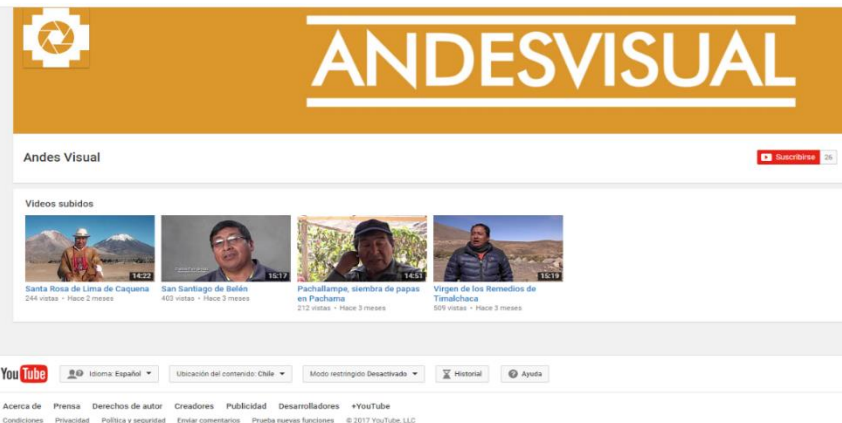 ANDESVISUAL
Andes Visual
Suscribirse 26
Videos subidos
14:22
15:17
14:51
15:19
Santa Rosa de Lima de Caquena
244 vistas • Hace 2 meses
San Santiago de Belén
403 vistas • Hace 3 meses
Pachallampe, siembra de papas
en Pachama
212 vistas • Hace 3 meses
Virgen de los Remedios de
Timalchaca
509 vistas • Hace 3 meses
YouTube Idioma: Español Ubicación del contenido: Chile Modo restringido Desactivado Historial Ayuda
Acerca de Prensa Derechos de autor Creadores Publicidad Desarrolladores +YouTube
Condiciones Privacidad Política y seguridad Enviar comentarios Prueba nuevas funciones © 2017 YouTube, LLC